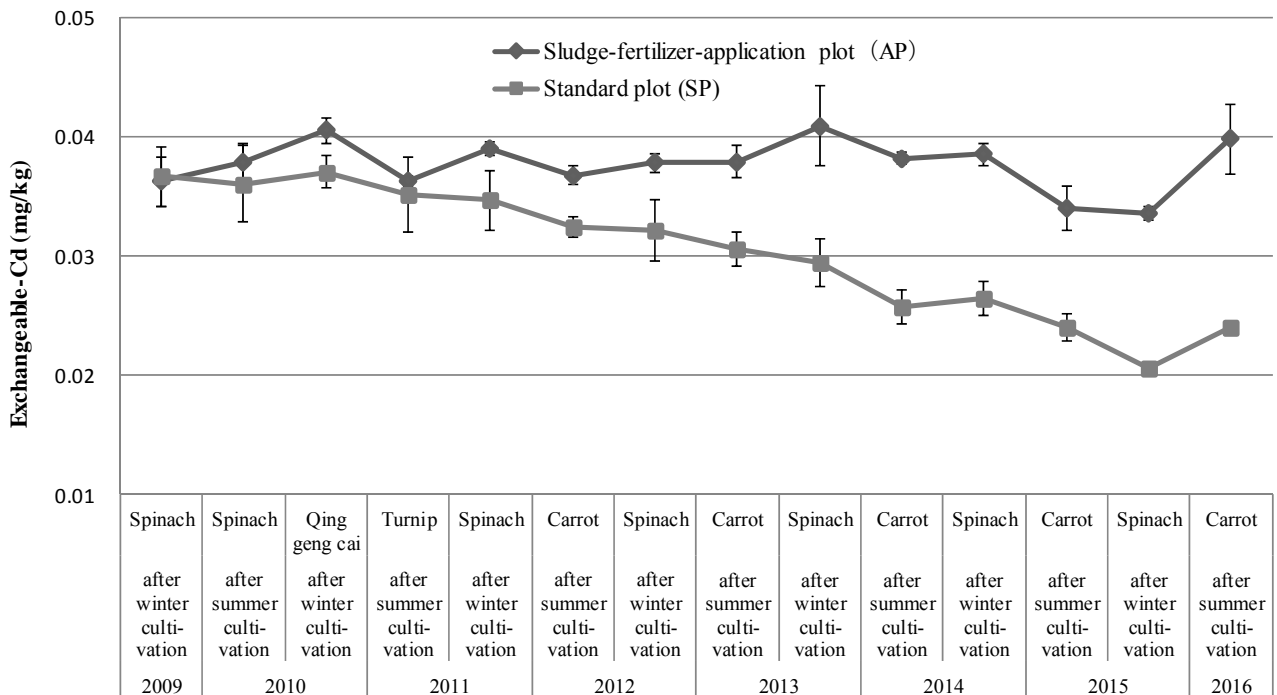 0.05
0.04
0.03
0.02
0.01
Exchangeable-Cd (mg/kg)
Sludge-fertilizer-application plot (AP)
Standard plot (SP)
Spinach Spinach Qing Turnip Spinach Carrot Spinach Carrot Spinach Carrot Spinach Carrot Spinach Carrot
geng cai
after after after after after after after after after after after after after after
winter summer winter summer winter summer winter summer winter summer winter summer winter summer
culti- culti- culti- culti- culti- culti- culti- culti- culti- culti- culti- culti- culti- culti-
vation vation vation vation vation vation vation vation vation vation vation vation vation vation
2009 2010 2011 2012 2013 2014 2015 2016